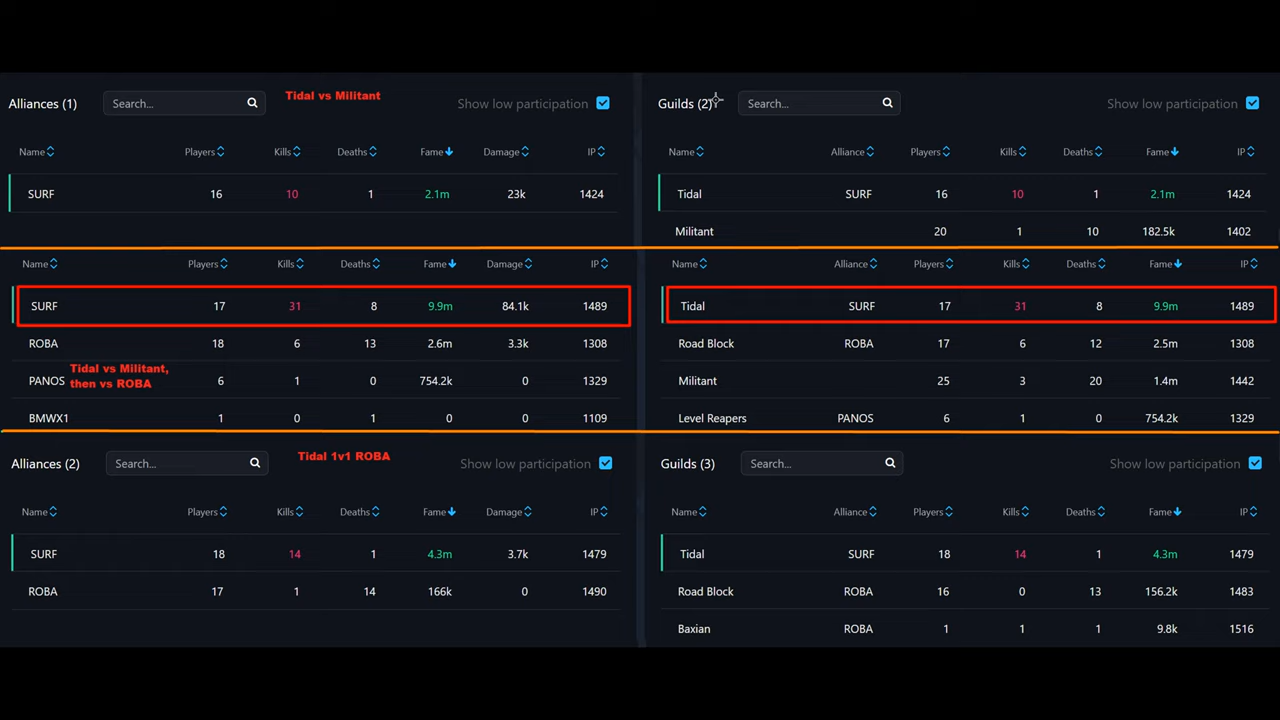 Alliances (1) Search... Tidal vs Militant Show low participation
Name Players Kills Deaths Fame Damage IP
SURF 16 10 1 2.1m 23k 1424
Guilds (2) Search... Show low participation
Name Alliance Players Kills Deaths Fame IP
Tidal SURF 16 10 1 2.1m 1424
Militant 20 1 10 182.5k 1402
Name Players Kills Deaths Fame Damage IP
SURF 17 31 8 9.9m 84.1k 1489
ROBA 18 6 13 2.6m 3.3k 1308
Tidal vs Militant,
PANOS 6 1 0 754.2k 0 1329
then vs ROBA
BMWX1 1 0 1 0 0 1109
Name Alliance Players Kills Deaths Fame IP
Tidal SURF 17 31 8 9.9m 1489
Road Block ROBA 17 6 12 2.5m 1308
Militant 25 3 20 1.4m 1442
Level Reapers PANOS 6 1 0 754.2k 1329
Alliances (2) Search... Tidal 1v1 ROBA Show low participation
Name Players Kills Deaths Fame Damage IP
SURF 18 14 1 4.3m 3.7k 1479
ROBA 17 1 14 166k 0 1490
Guilds (3) Search... Show low participation
Name Alliance Players Kills Deaths Fame IP
Tidal SURF 18 14 1 4.3m 1479
Road Block ROBA 16 0 13 156.2k 1483
Baxian ROBA 1 1 1 9.8k 1516